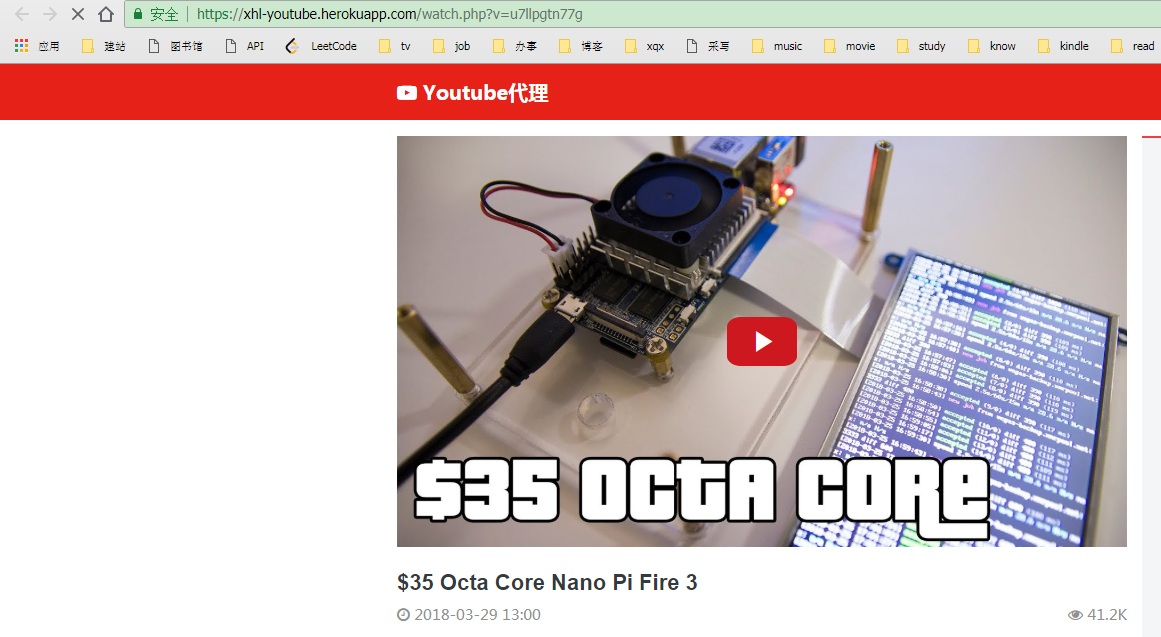 安全 https://xhl-youtube.herokuapp.com/watch.php?v=u7llpgtn77g
应用 建站 图书馆 API LeetCode tv job 办事 博客 xqx 采写 music movie study know kindle read
Youtube代理
$35 OCTA CORE
$35 Octa Core Nano Pi Fire 3
2018-03-29 13:00 41.2K